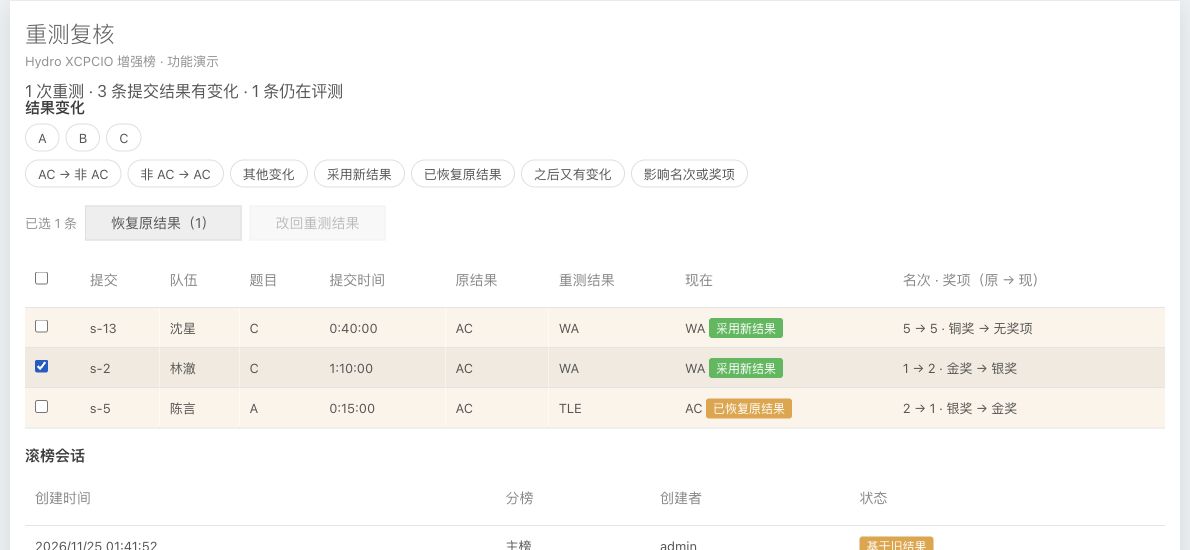 重测复核
Hydro XCPCIO 增强榜 · 功能演示
1 次重测 · 3 条提交结果有变化 · 1 条仍在评测
结果变化
A B C
AC → 非 AC 非 AC → AC 其他变化 采用新结果 已恢复原结果 之后又有变化 影响名次或奖项
已选 1 条 恢复原结果（1） 改回重测结果
提交 队伍 题目 提交时间 原结果 重测结果 现在 名次 · 奖项（原 → 现）
s-13 沈星 C 0:40:00 AC WA WA 采用新结果 5 → 5 · 铜奖 → 无奖项
s-2 林澈 C 1:10:00 AC WA WA 采用新结果 1 → 2 · 金奖 → 银奖
s-5 陈言 A 0:15:00 AC TLE AC 已恢复原结果 2 → 1 · 银奖 → 金奖
滚榜会话
创建时间 分榜 创建者 状态
2026/11/25 01:41:52 主榜 admin 基于旧结果